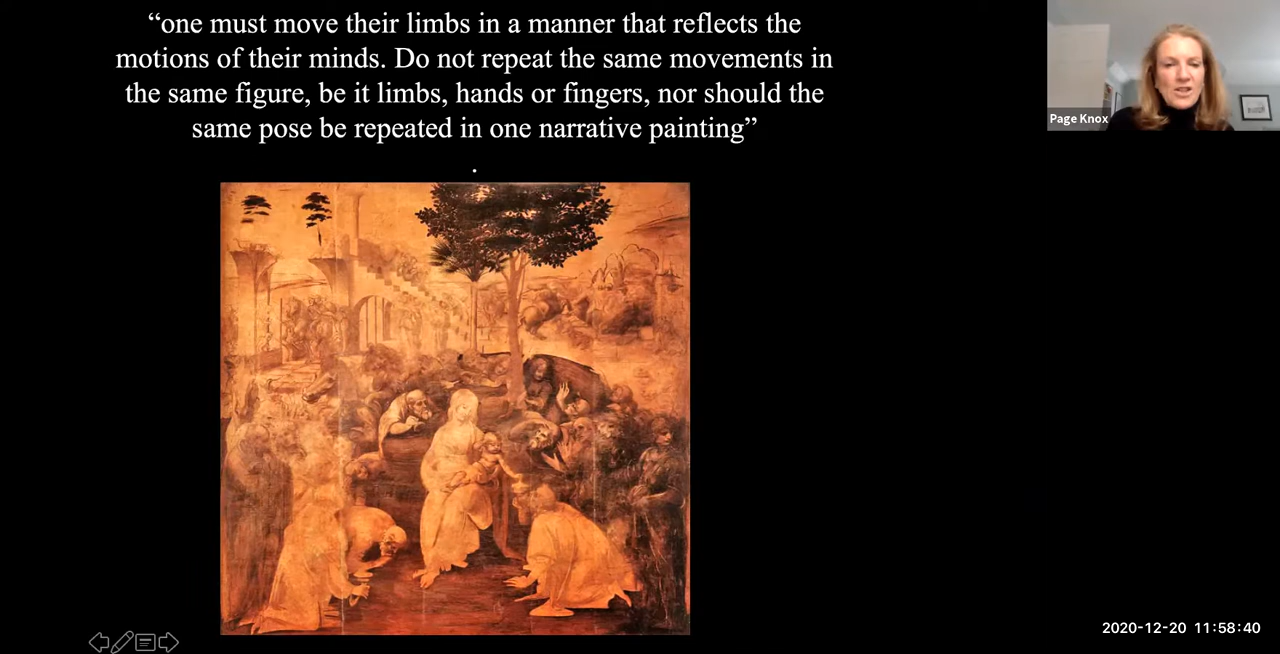 “one must move their limbs in a manner that reflects the
motions of their minds. Do not repeat the same movements in
the same figure, be it limbs, hands or fingers, nor should the
same pose be repeated in one narrative painting”
.
Page Knox
2020-12-20 11:58:40